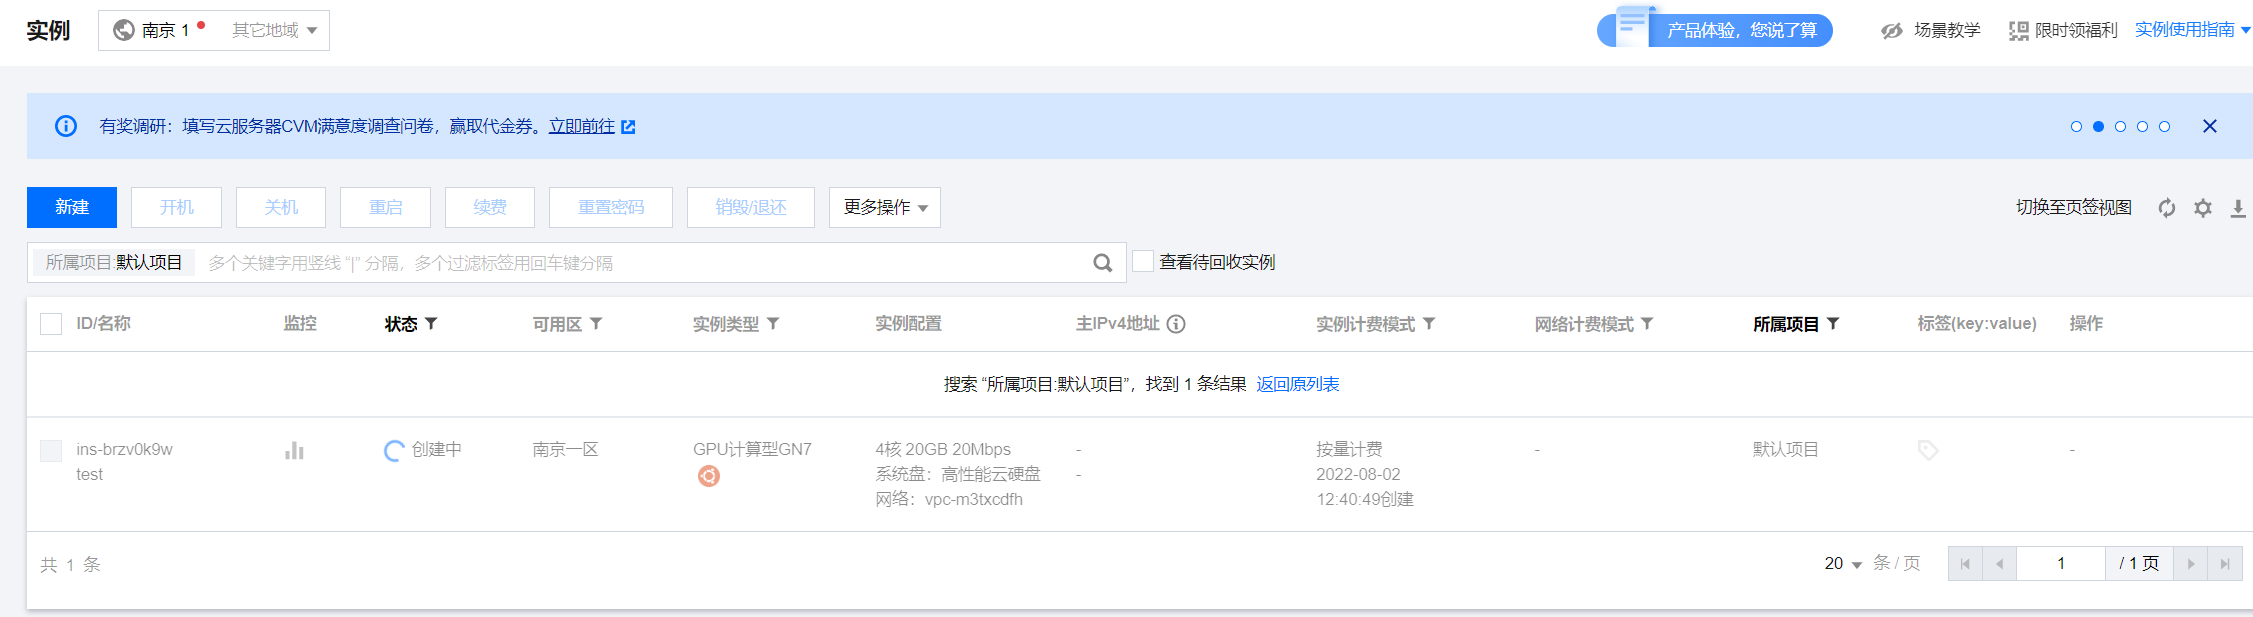 实例
南京 1
其它地域
产品体验，您说了算
场景教学
限时领福利
实例使用指南
有奖调研：填写云服务器CVM满意度调查问卷，赢取代金券。立即前往
新建
开机
关机
重启
续费
重置密码
销毁/退还
更多操作
切换至页签视图
所属项目:默认项目
多个关键字用竖线 “|” 分隔，多个过滤标签用回车键分隔
查看待回收实例
ID/名称
监控
状态
可用区
实例类型
实例配置
主IPv4地址
实例计费模式
网络计费模式
所属项目
标签(key:value)
操作
搜索 “所属项目:默认项目”，找到 1 条结果 返回原列表
ins-brzv0k9w
test
创建中
南京一区
GPU计算型GN7
4核 20GB 20Mbps
系统盘：高性能云硬盘
网络：vpc-m3txcdfh
-
-
按量计费
2022-08-02
12:40:49创建
-
默认项目
-
共 1 条
20
条 / 页
1
/ 1 页